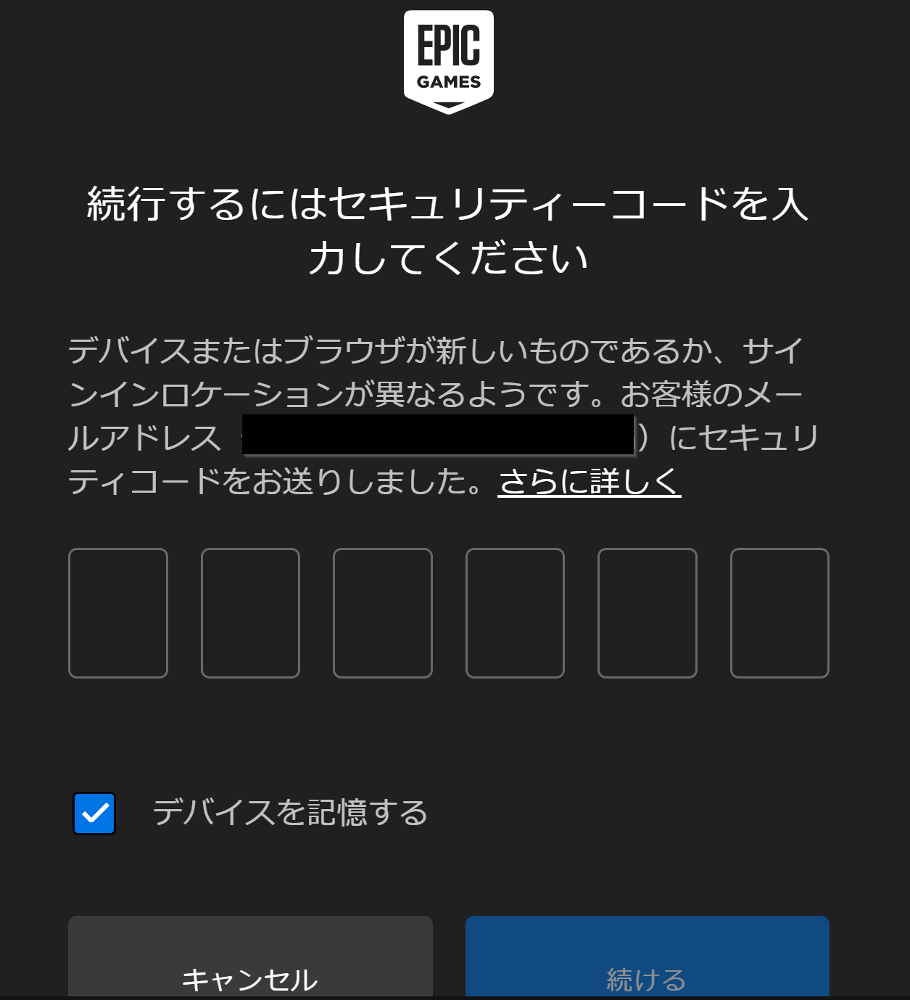 EPIC
GAMES
続行するにはセキュリティーコードを入
力してください
デバイスまたはブラウザが新しいものであるか、サイ
ンインロケーションが異なるようです。お客様のメー
ルアドレス ）にセキュリ
ティコードをお送りしました。さらに詳しく
デバイスを記憶する
キャンセル
続ける